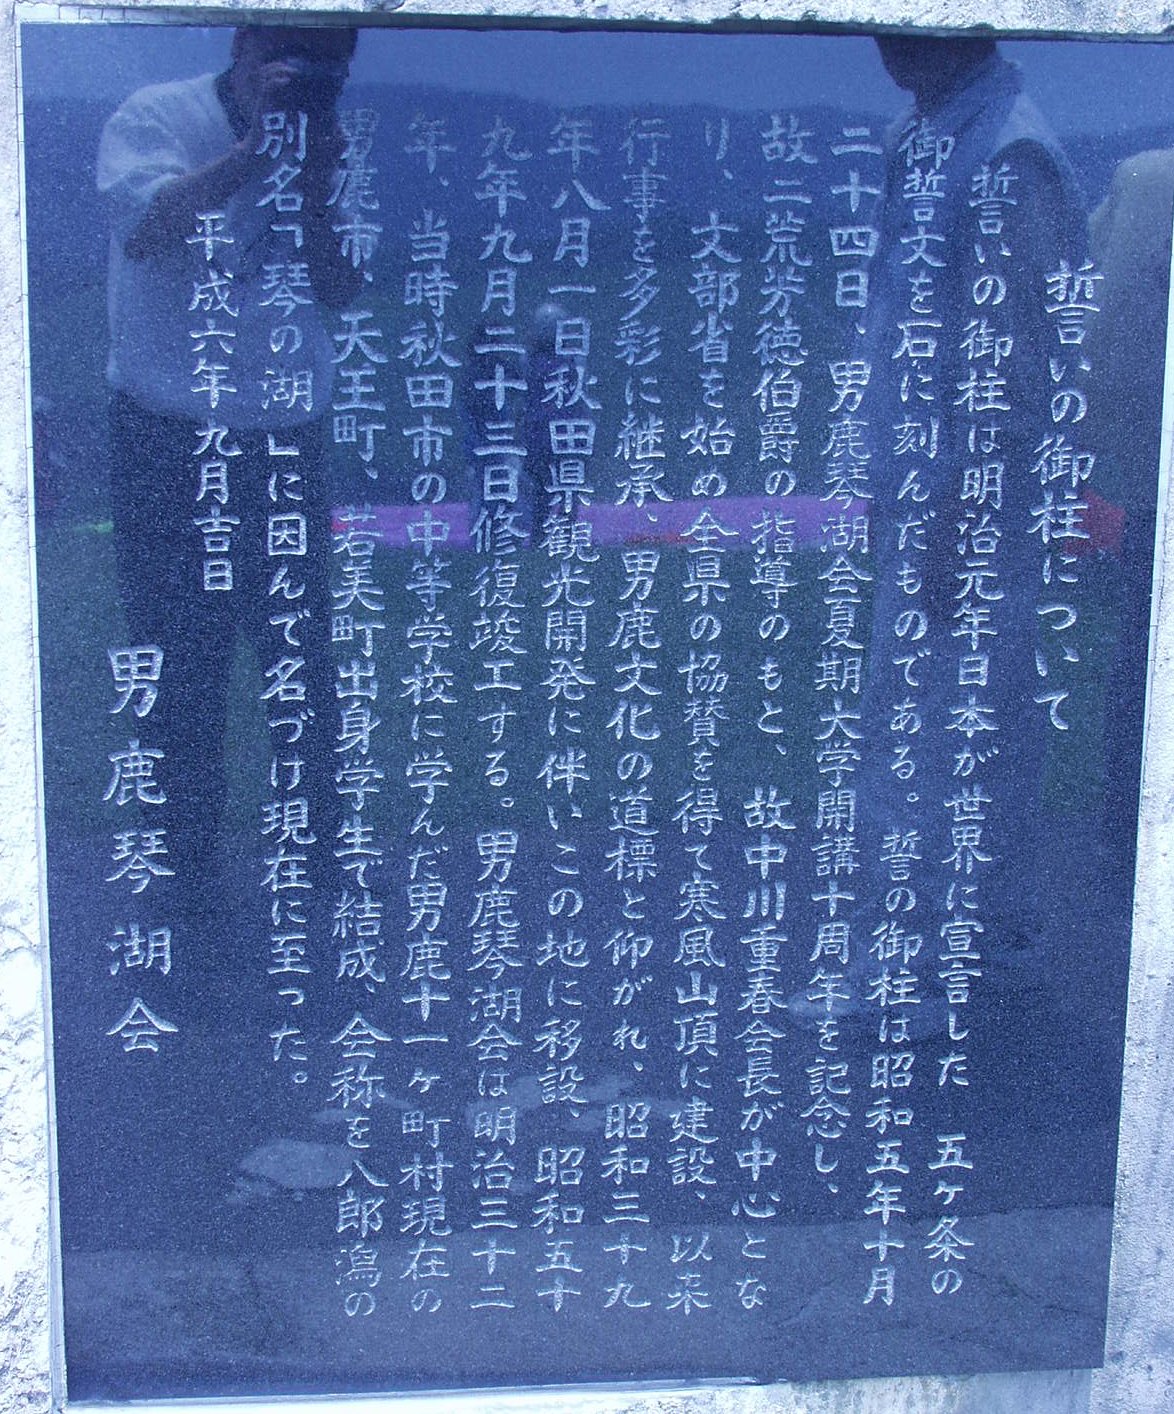 誓いの御柱について
誓いの御柱は明治元年日本が世界に宣言した　五ヶ条の
御誓文を石に刻んだものである。誓の御柱は昭和五年十月
二十四日、男鹿琴湖会夏期大学開講十周年を記念し、
故二荒芳徳伯爵の指導のもと、故中川重春会長が中心とな
り、文部省を始め全県の協賛を得て寒風山頂に建設、以来
行事を多彩に継承、男鹿文化の道標と仰がれ、昭和三十九
年八月一日秋田県観光開発に伴いこの地に移設、昭和五十
九年九月二十三日修復竣工する。男鹿琴湖会は明治三十二
年、当時秋田市の中等学校に学んだ男鹿十一ヶ町村現在の
男鹿市、天王町、若美町出身学生で結成、会称を八郎潟の
別名「琴の湖」に因んで名づけ現在に至った。
平成六年九月吉日
男鹿琴湖会